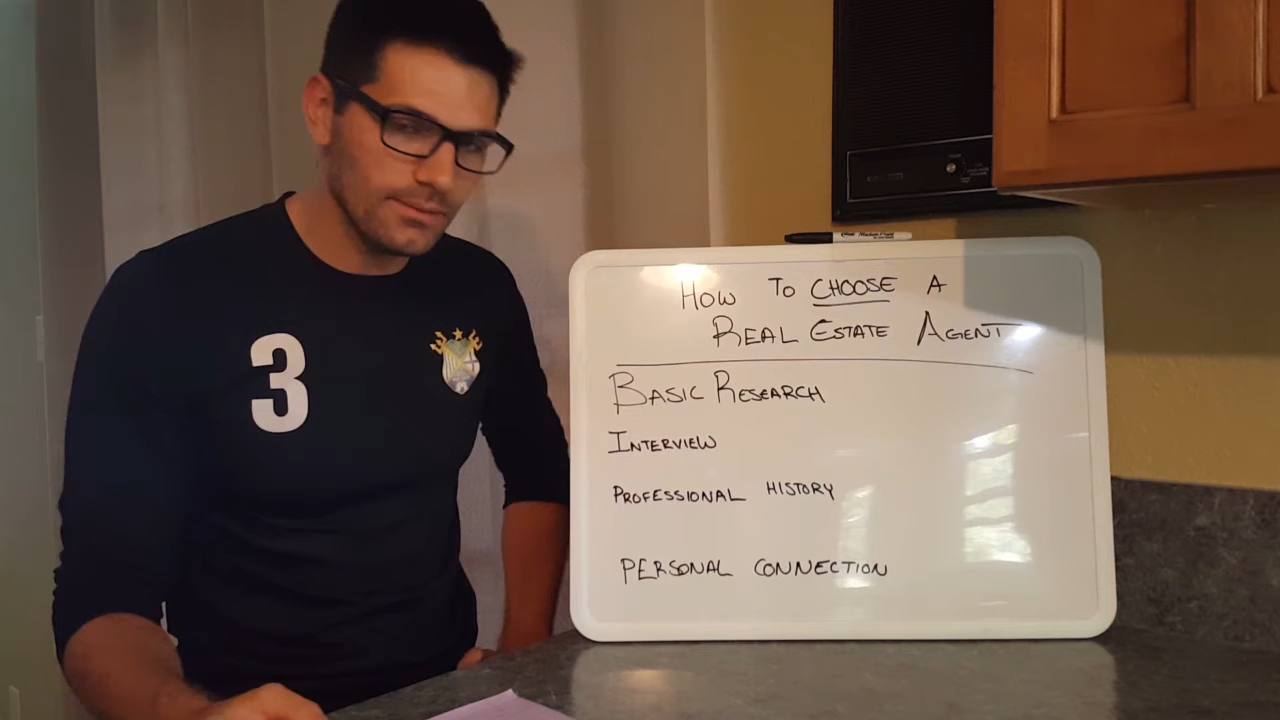 3
HOW TO CHOOSE A
REAL ESTATE AGENT
BASIC RESEARCH
INTERVIEW
PROFESSIONAL HISTORY
PERSONAL CONNECTION